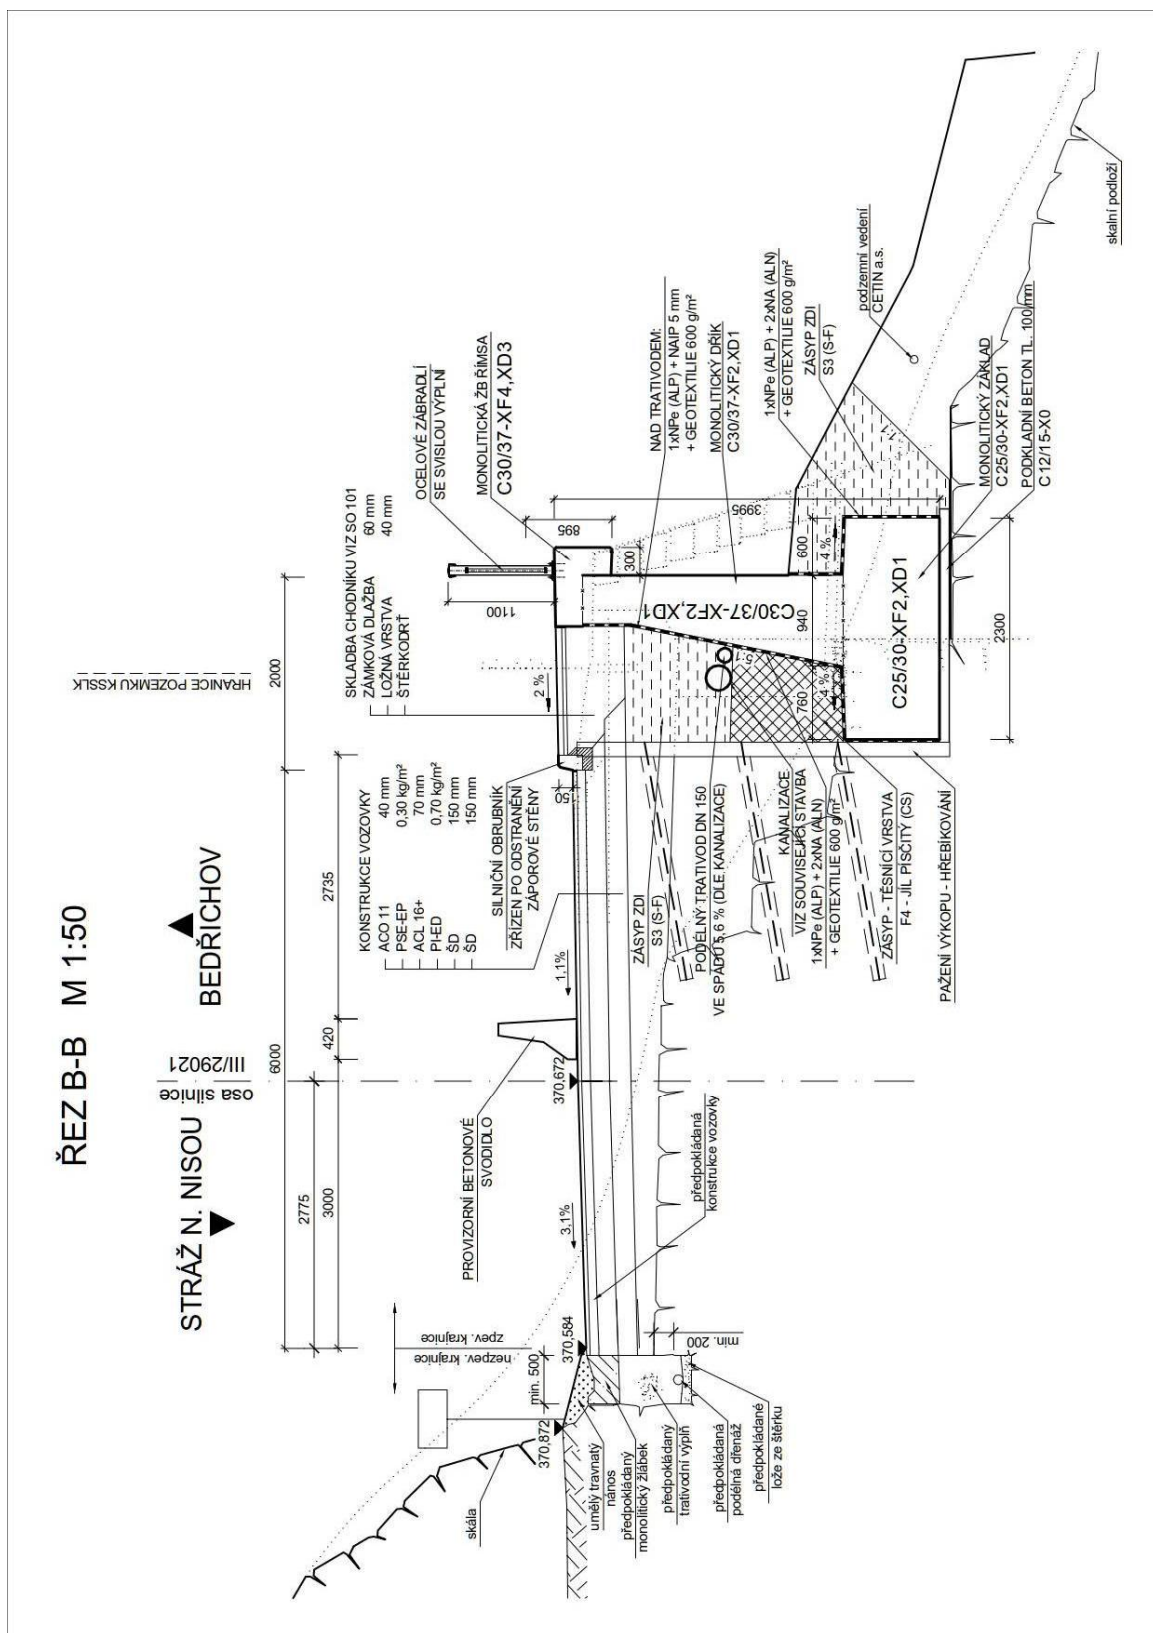 ŘEZ B-B M 1:50
STRÁŽ N. NISOU
BEDŘICHOV
osa silnice
III/29021
HRANICE POZEMKU KSSLK
6000
2000
2775
3000
420
2735
nezpev. krajnice
zpev. krajnice
KONSTRUKCE VOZOVKY
ACO 11 40 mm
PSE-EP 0,30 kg/m²
ACL 16+ 70 mm
PI-ED 0,70 kg/m²
ŠD 150 mm
ŠD 150 mm
SKLADBA CHODNÍKU VIZ SO 101
ZÁMKOVÁ DLAŽBA 60 mm
LOŽNÁ VRSTVA 40 mm
ŠTĚRKODRŤ
OCELOVÉ ZÁBRADLÍ
SE SVISLOU VÝPLNÍ
MONOLITICKÁ ŽB ŘÍMSA
C30/37-XF4,XD3
1100
895
300
3995
skála
PROVIZORNÍ BETONOVÉ
SVODIDLO
SILNIČNÍ OBRUBNÍK
ZŘÍZEN PO ODSTRANĚNÍ
ZÁPOROVÉ STĚNY
150
2 %
1,1%
3,1%
370,872
370,584
370,672
min. 500
min. 200
umělý travnatý
nános
předpokládaný
monolitický žlábek
předpokládaný
trativodní výplň
předpokládaná
podélná dřenáž
předpokládané
lože ze štěrku
předpokládaná
konstrukce vozovky
ZÁSYP ZDI
S3 (S-F)
PODÉLNÝ TRATIVOD DN 150
VE SPÁDU 5,6 % (DLE KANALIZACE)
KANALIZACE
VIZ SOUVISEJÍCÍ STAVBA
1xNPe (ALP) + 2xNA (ALN)
+ GEOTEXTILIE 600 g/m²
ZÁSYP - TĚSNÍCÍ VRSTVA
F4 - JÍL PÍSČITÝ (CS)
PAŽENÍ VÝKOPU - HŘEBÍKOVÁNÍ
NAD TRATIVODEM:
1xNPe (ALP) + NAIP 5 mm
+ GEOTEXTILIE 600 g/m²
MONOLITICKÝ DŘÍK
C30/37-XF2,XD1
1xNPe (ALP) + 2xNA (ALN)
+ GEOTEXTILIE 600 g/m²
ZÁSYP ZDI
S3 (S-F)
podzemní vedení
CETIN a.s.
MONOLITICKÝ ZÁKLAD
C25/30-XF2,XD1
PODKLADNÍ BETON TL. 100 mm
C12/15-X0
skalní podloží
C30/37-XF2,XD1
5:1
1:1
760
940
600
4 %
4 %
C25/30-XF2,XD1
2300